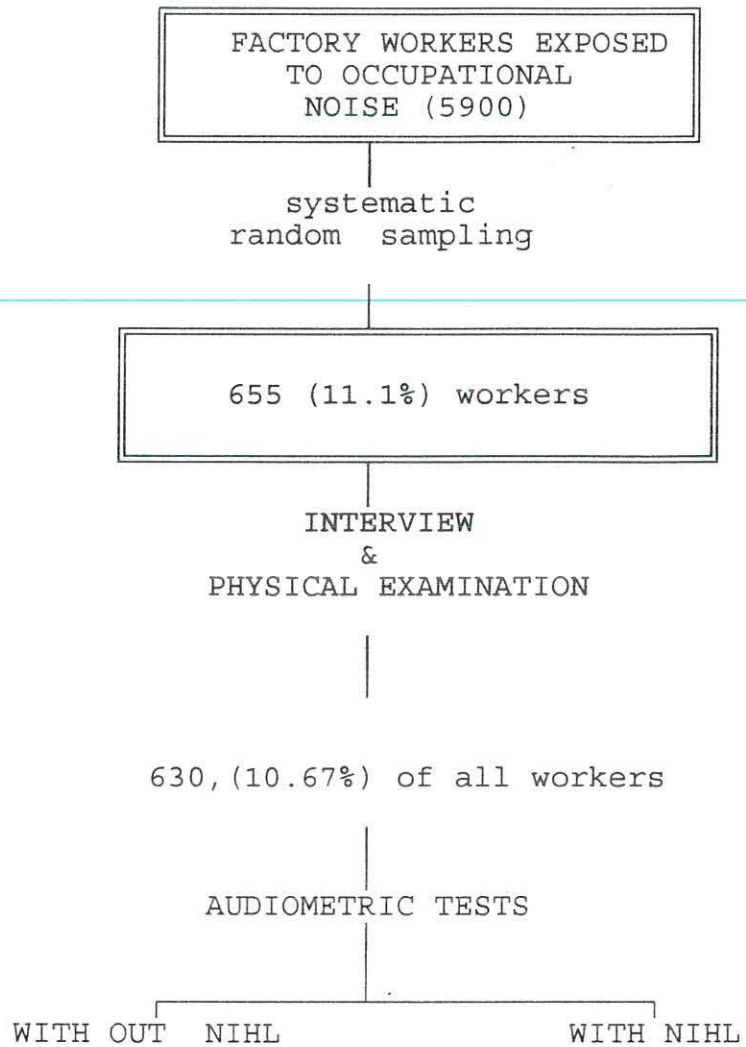 FACTORY WORKERS EXPOSED
TO OCCUPATIONAL
NOISE (5900)
systematic
random sampling
655 (11.1%) workers
INTERVIEW
&
PHYSICAL EXAMINATION
630, (10.67%) of all workers
AUDIOMETRIC TESTS
WITH OUT NIHL WITH NIHL